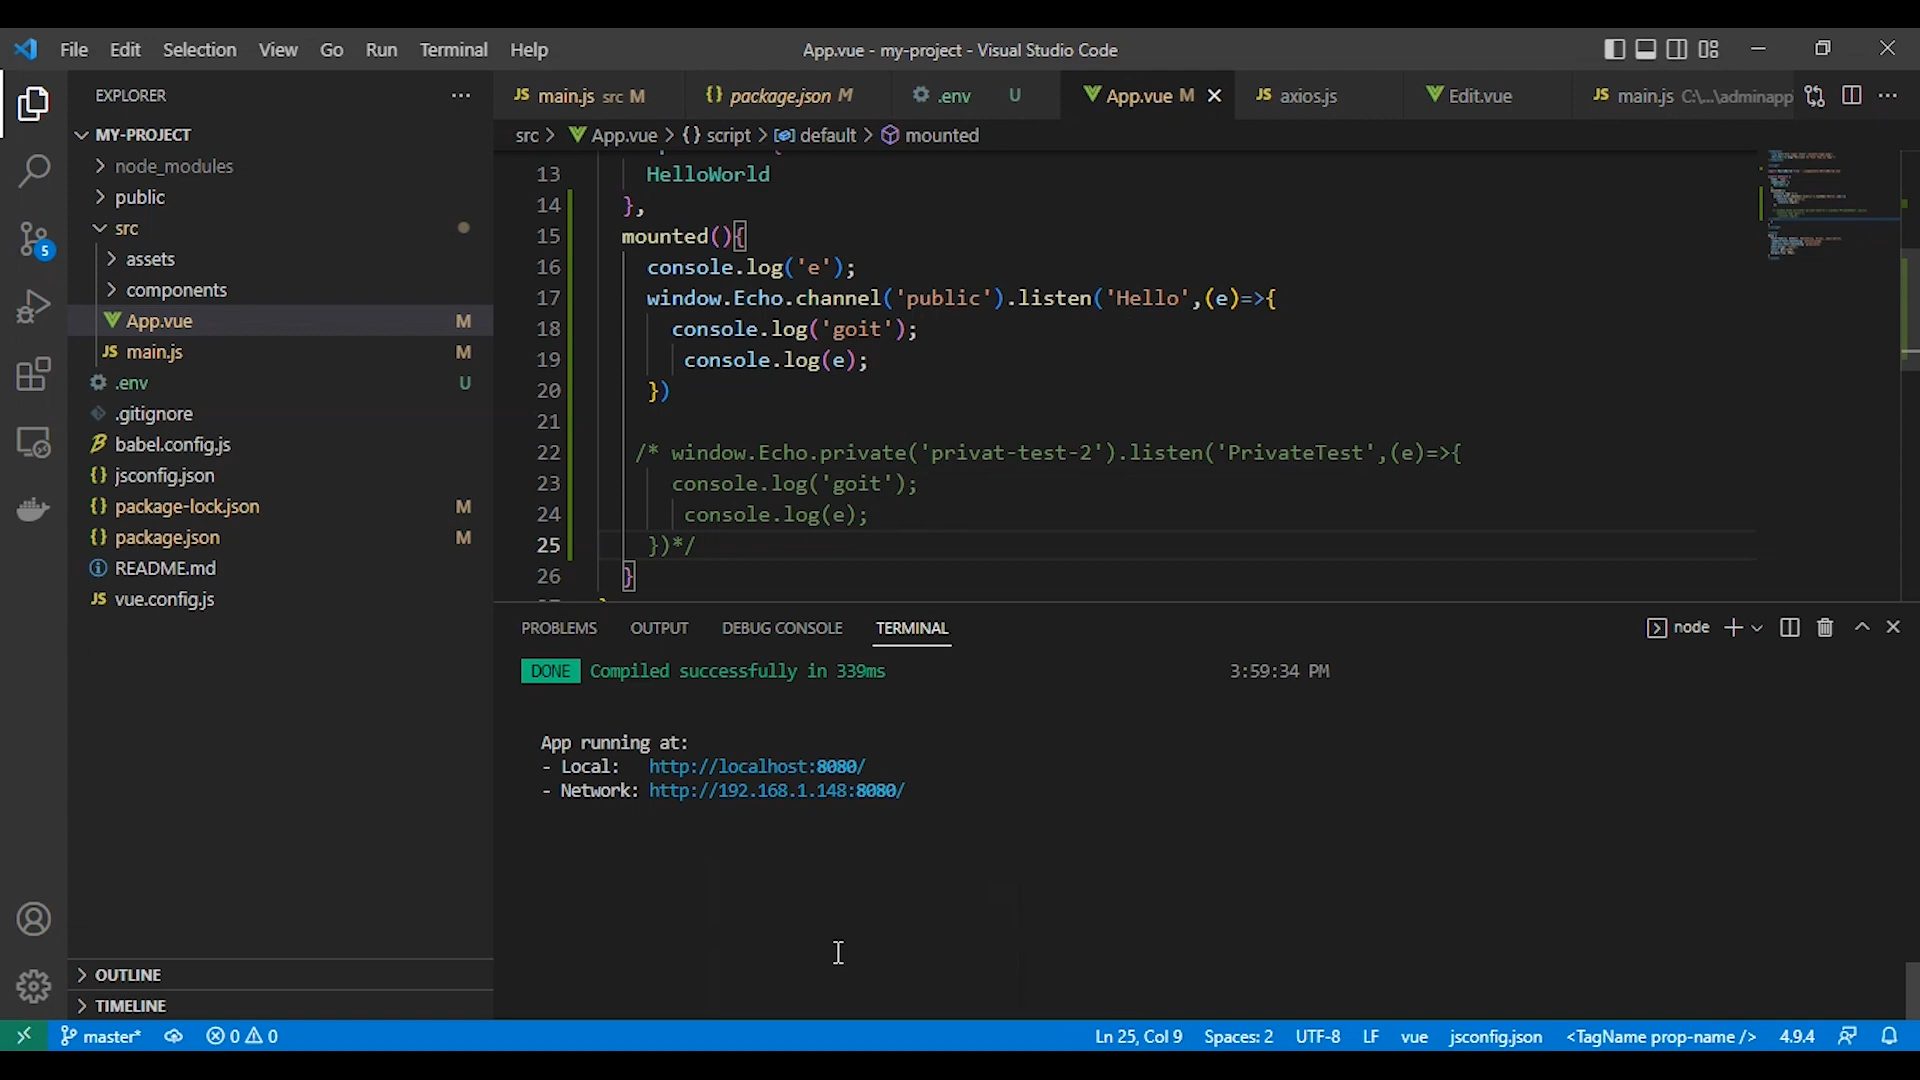 File Edit Selection View Go Run Terminal Help
App.vue - my-project - Visual Studio Code
EXPLORER
MY-PROJECT
node_modules
public
src
assets
components
App.vue M
main.js M
.env U
.gitignore
babel.config.js
jsconfig.json
package-lock.json M
package.json M
README.md
vue.config.js
OUTLINE
TIMELINE
5
JS main.js src M {} package.json M .env U App.vue M JS axios.js Edit.vue JS main.js C:\...\adminapp
src > App.vue > {} script > default > mounted
13 HelloWorld
14 },
15 mounted(){
16 console.log('e');
17 window.Echo.channel('public').listen('Hello',(e)=>{
18 console.log('goit');
19 console.log(e);
20 })
21
22 /* window.Echo.private('privat-test-2').listen('PrivateTest',(e)=>{
23 console.log('goit');
24 console.log(e);
25 })*/
26 }
PROBLEMS OUTPUT DEBUG CONSOLE TERMINAL
node
DONE Compiled successfully in 339ms 3:59:34 PM
App running at:
- Local: http://localhost:8080/
- Network: http://192.168.1.148:8080/
master* 0 0 Ln 25, Col 9 Spaces: 2 UTF-8 LF vue jsconfig.json <TagName prop-name /> 4.9.4